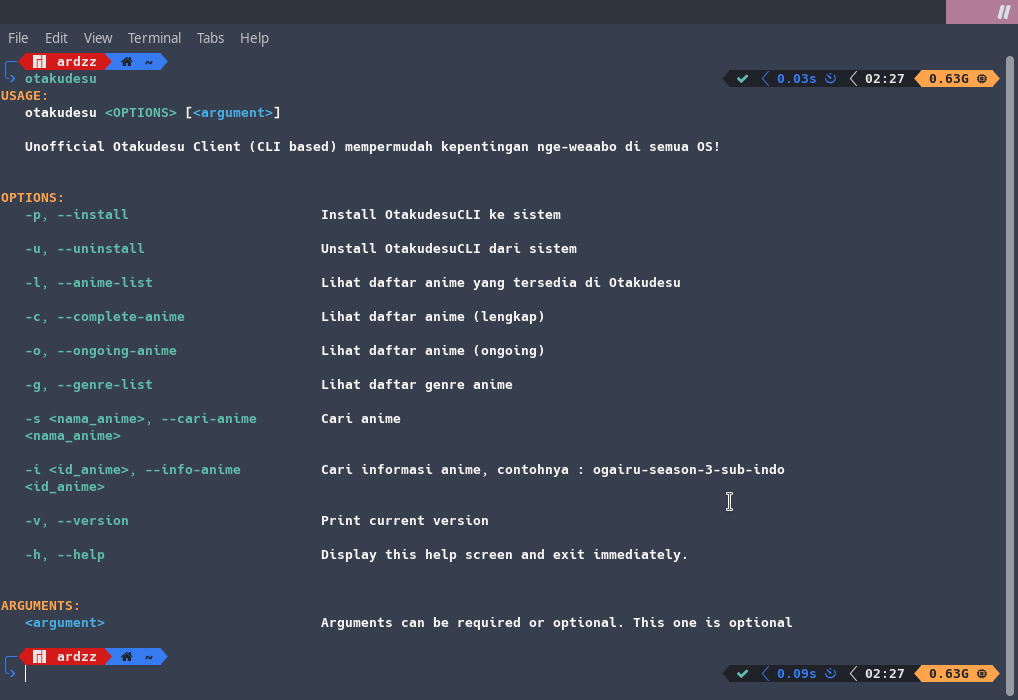 File Edit View Terminal Tabs Help
ardzz ~
otakudesu 0.03s 02:27 0.63G
USAGE:
otakudesu <OPTIONS> [<argument>]
Unofficial Otakudesu Client (CLI based) mempermudah kepentingan nge-weaabo di semua OS!
OPTIONS:
-p, --install Install OtakudesuCLI ke sistem
-u, --uninstall Unstall OtakudesuCLI dari sistem
-l, --anime-list Lihat daftar anime yang tersedia di Otakudesu
-c, --complete-anime Lihat daftar anime (lengkap)
-o, --ongoing-anime Lihat daftar anime (ongoing)
-g, --genre-list Lihat daftar genre anime
-s <nama_anime>, --cari-anime Cari anime
<nama_anime>
-i <id_anime>, --info-anime Cari informasi anime, contohnya : ogairu-season-3-sub-indo
<id_anime>
-v, --version Print current version
-h, --help Display this help screen and exit immediately.
ARGUMENTS:
<argument> Arguments can be required or optional. This one is optional
ardzz ~
0.09s 02:27 0.63G